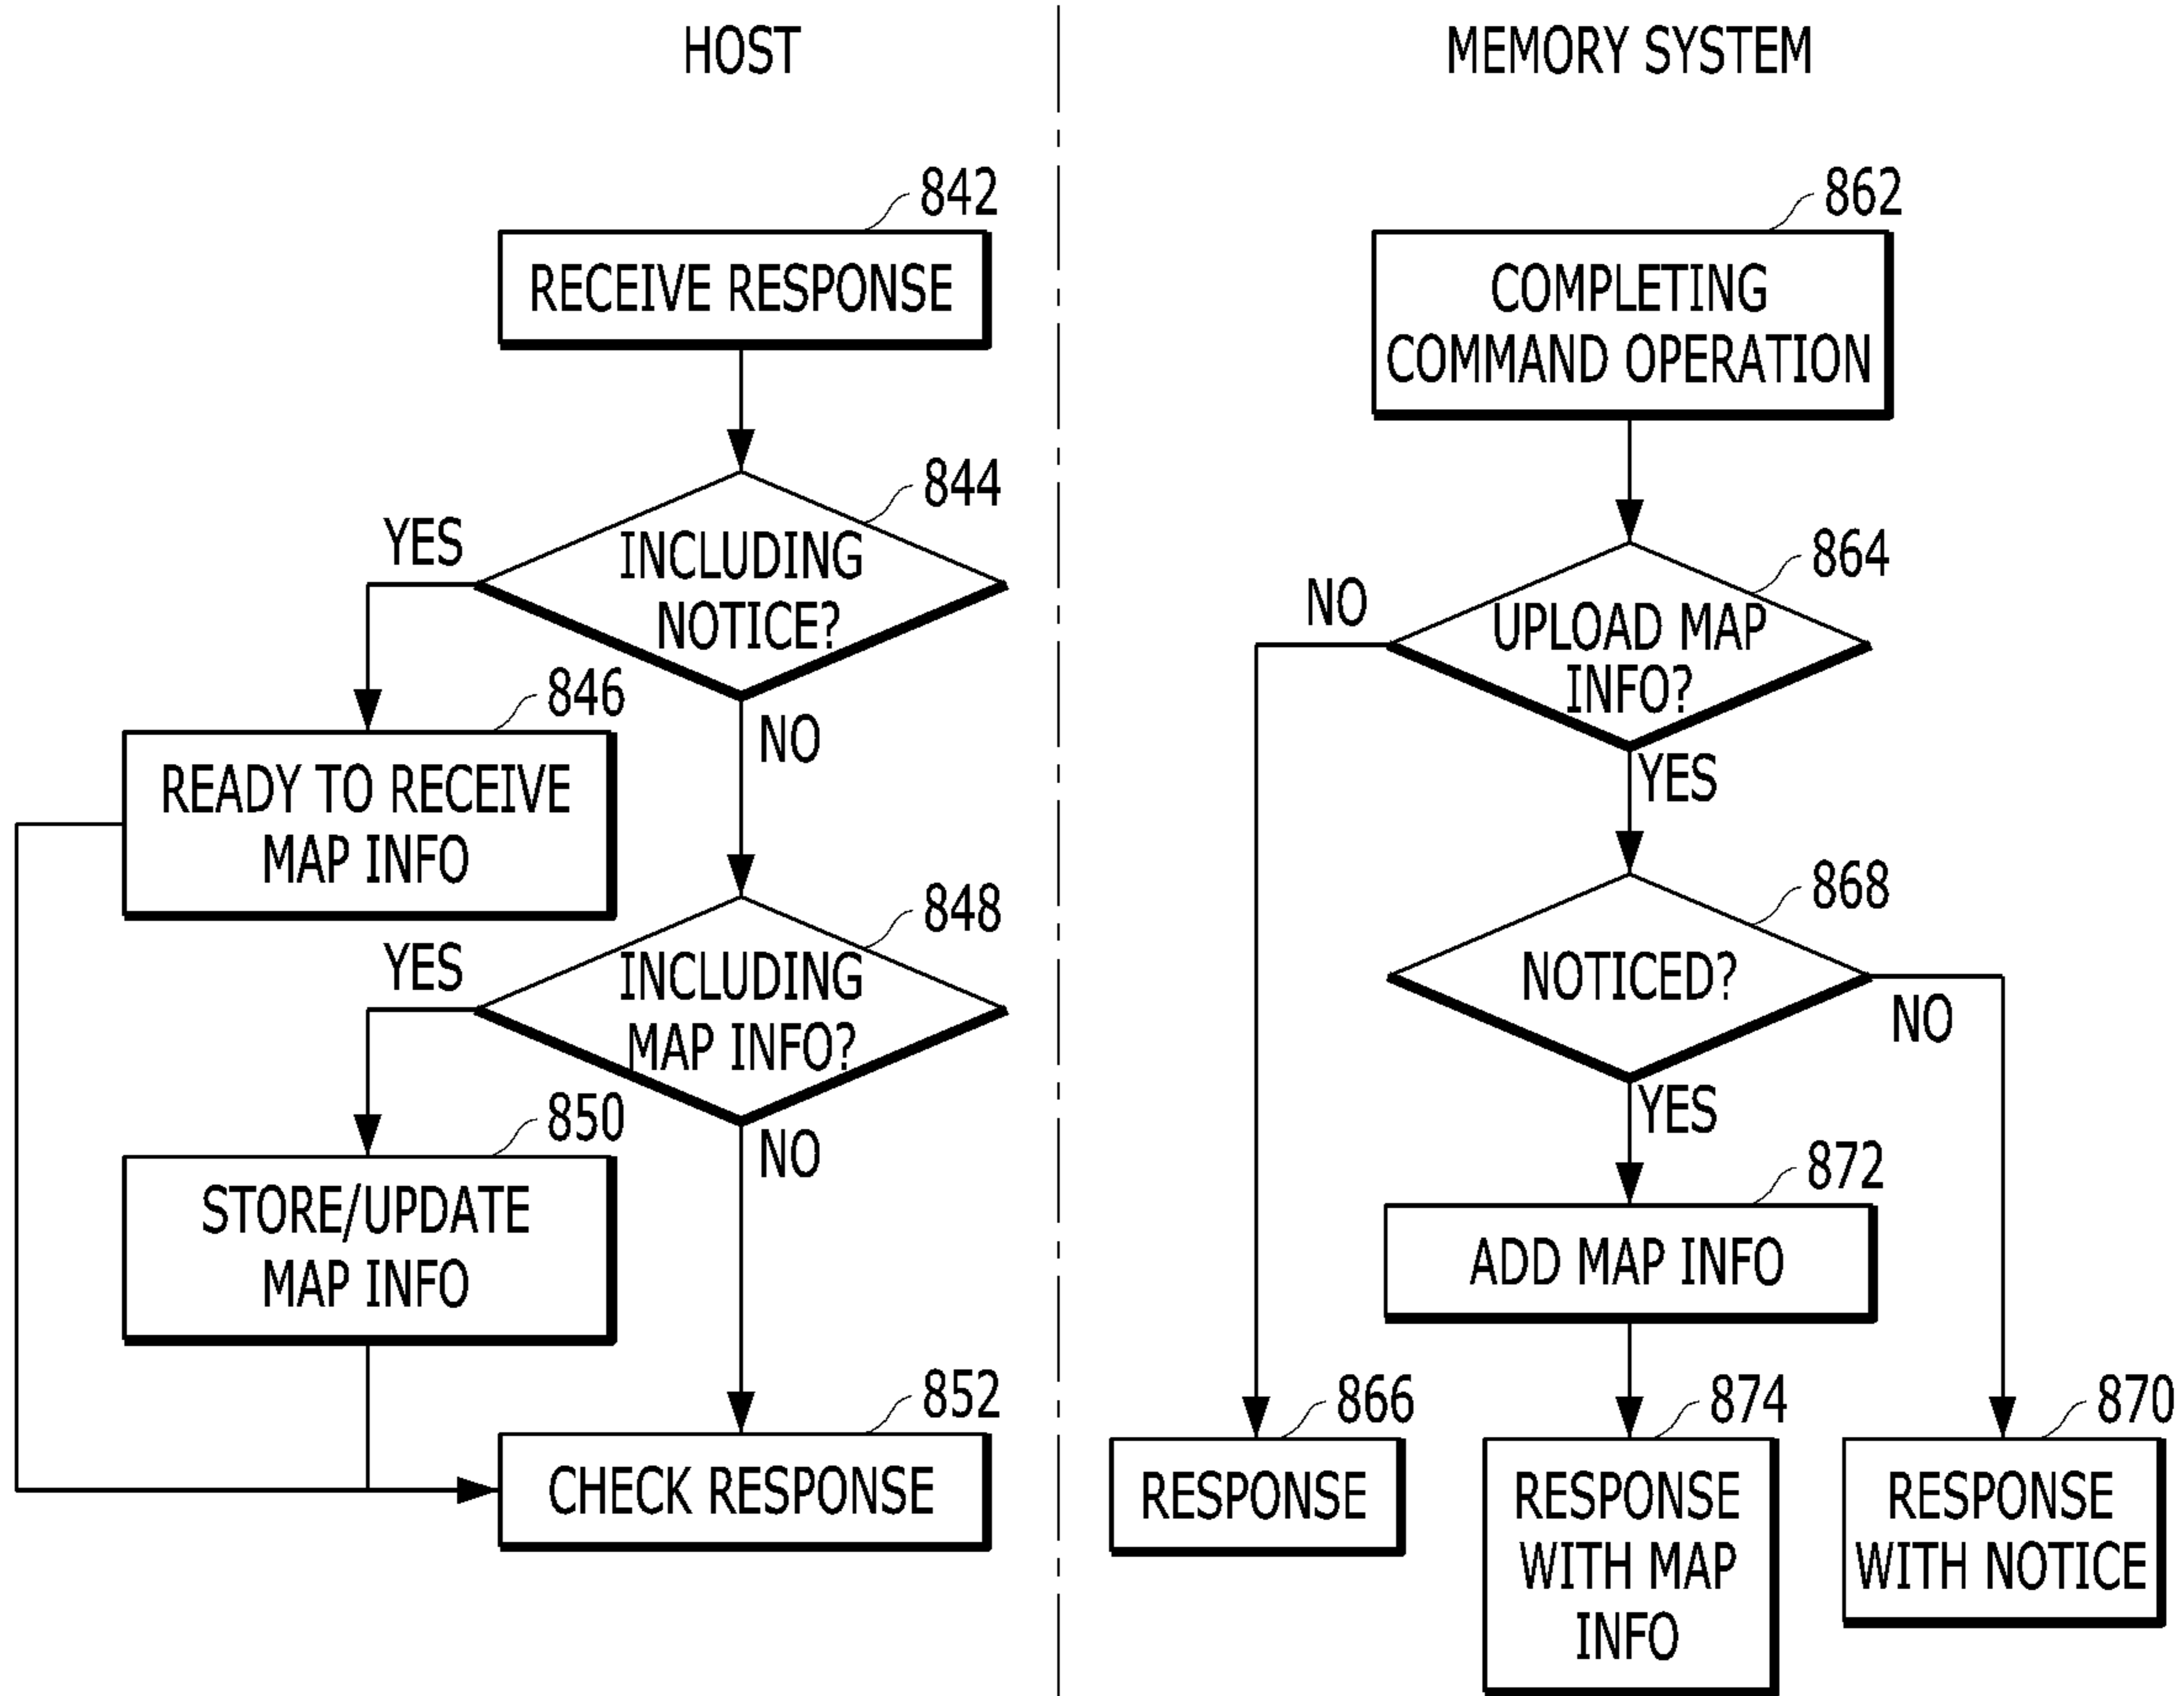 HOST
842
RECEIVE RESPONSE
844
YES
INCLUDING
NOTICE?
846
NO
READY TO RECEIVE
MAP INFO
848
YES
INCLUDING
MAP INFO?
850
NO
STORE/UPDATE
MAP INFO
852
CHECK RESPONSE
MEMORY SYSTEM
862
COMPLETING
COMMAND OPERATION
864
NO
UPLOAD MAP
INFO?
YES
868
NOTICED?
NO
YES
872
ADD MAP INFO
866
RESPONSE
874
RESPONSE
WITH MAP
INFO
870
RESPONSE
WITH NOTICE